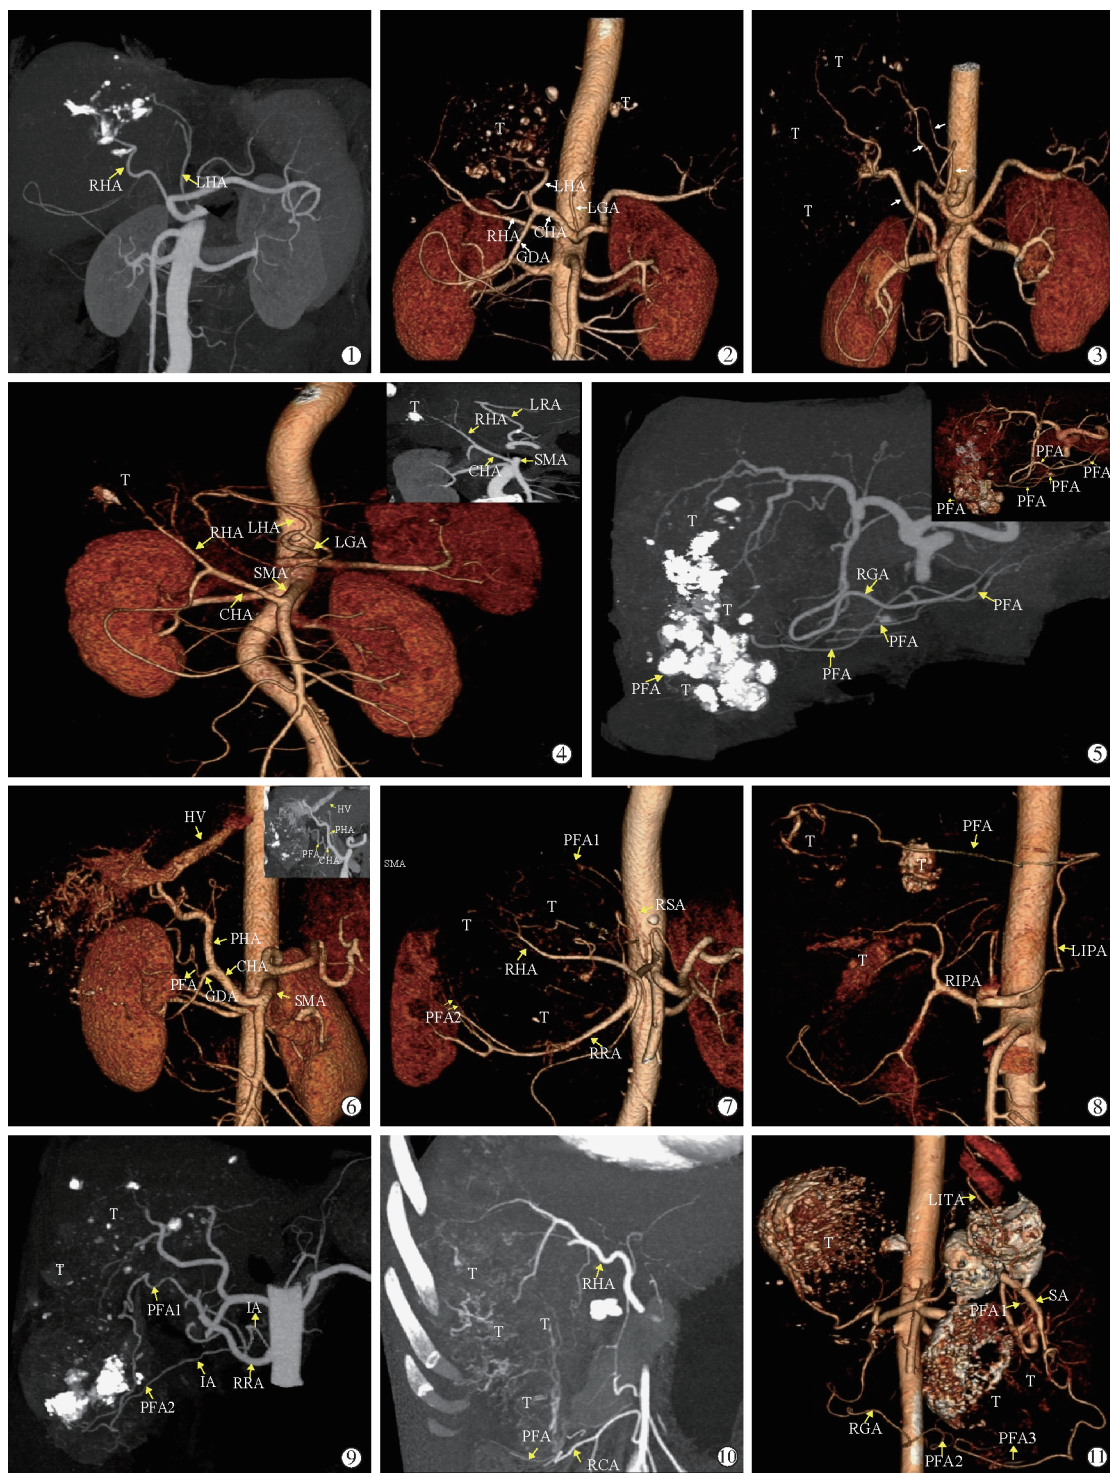 RHA
LHA
①
T
T
LHA
LGA
RHA
CHA
GDA
②
T
T
T
③
T
RHA
LHA
LGA
SMA
CHA
T
LRA
RHA
CHA
SMA
④
T
T
T
RGA
PFA
PFA
PFA
PFA
PFA
PFA
PFA
PFA
PFA
⑤
HV
HV
PHA
PFA
CHA
PHA
CHA
PFA
GDA
SMA
⑥
SMA
PFA1
T
T
RSA
RHA
PFA2
T
RRA
⑦
PFA
T
T
T
LIPA
RIPA
⑧
T
T
PFA1
IA
IA
RRA
PFA2
⑨
T
RHA
T
T
T
PFA
RCA
⑩
LITA
T
SA
PFA1
T
T
RGA
PFA3
PFA2
⑪